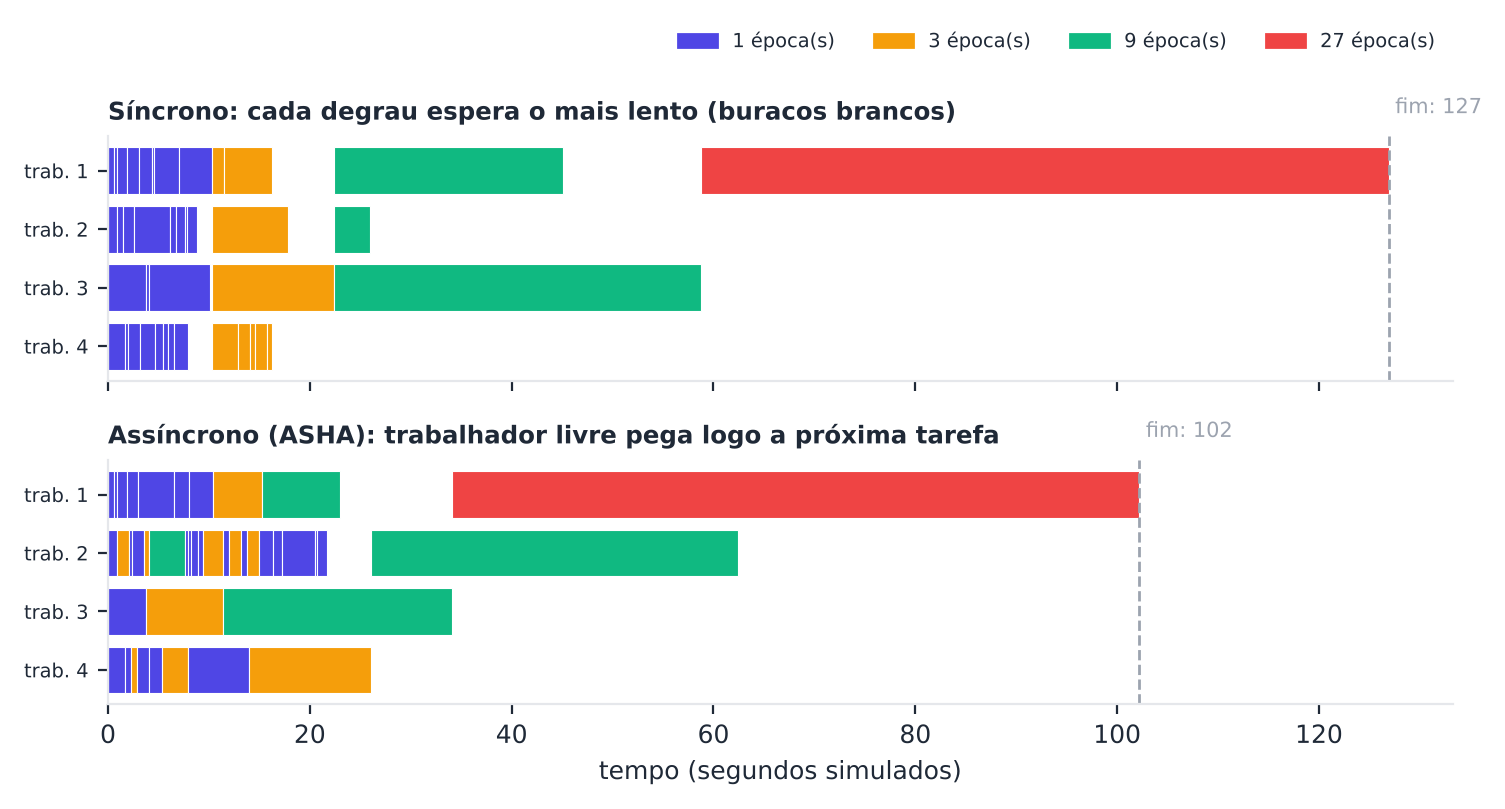 1 época(s) 3 época(s) 9 época(s) 27 época(s)
Síncrono: cada degrau espera o mais lento (buracos brancos)
fim: 127
trab. 1
trab. 2
trab. 3
trab. 4
Assíncrono (ASHA): trabalhador livre pega logo a próxima tarefa
fim: 102
trab. 1
trab. 2
trab. 3
trab. 4
0 20 40 60 80 100 120
tempo (segundos simulados)